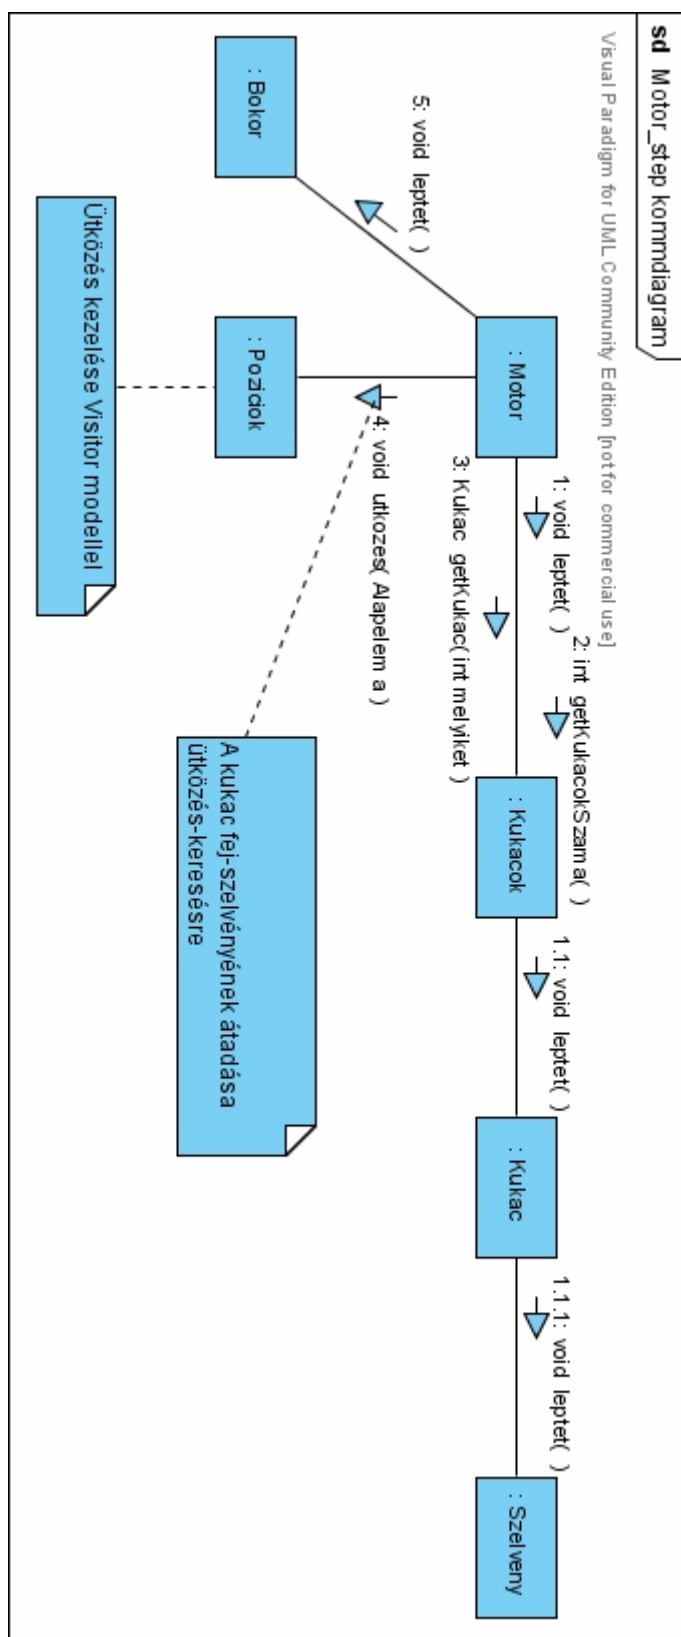 sd Motor_step kommdiagram
Visual Paradigm for UML Community Edition [not for commercial use]
1: void leptet( )
2: int getKukacokSzama( )
1.1: void leptet( )
1.1.1: void leptet( )
: Motor
: Kukacok
: Kukac
: Szelveny
3: Kukac getKukac( int melyiket )
5: void leptet( )
4: void utkozes( Alapelem a )
: Bokor
: Poziciok
A kukac fej-szelvényének átadása
ütközés-keresésre
Ütközés kezelése Visitor modellel